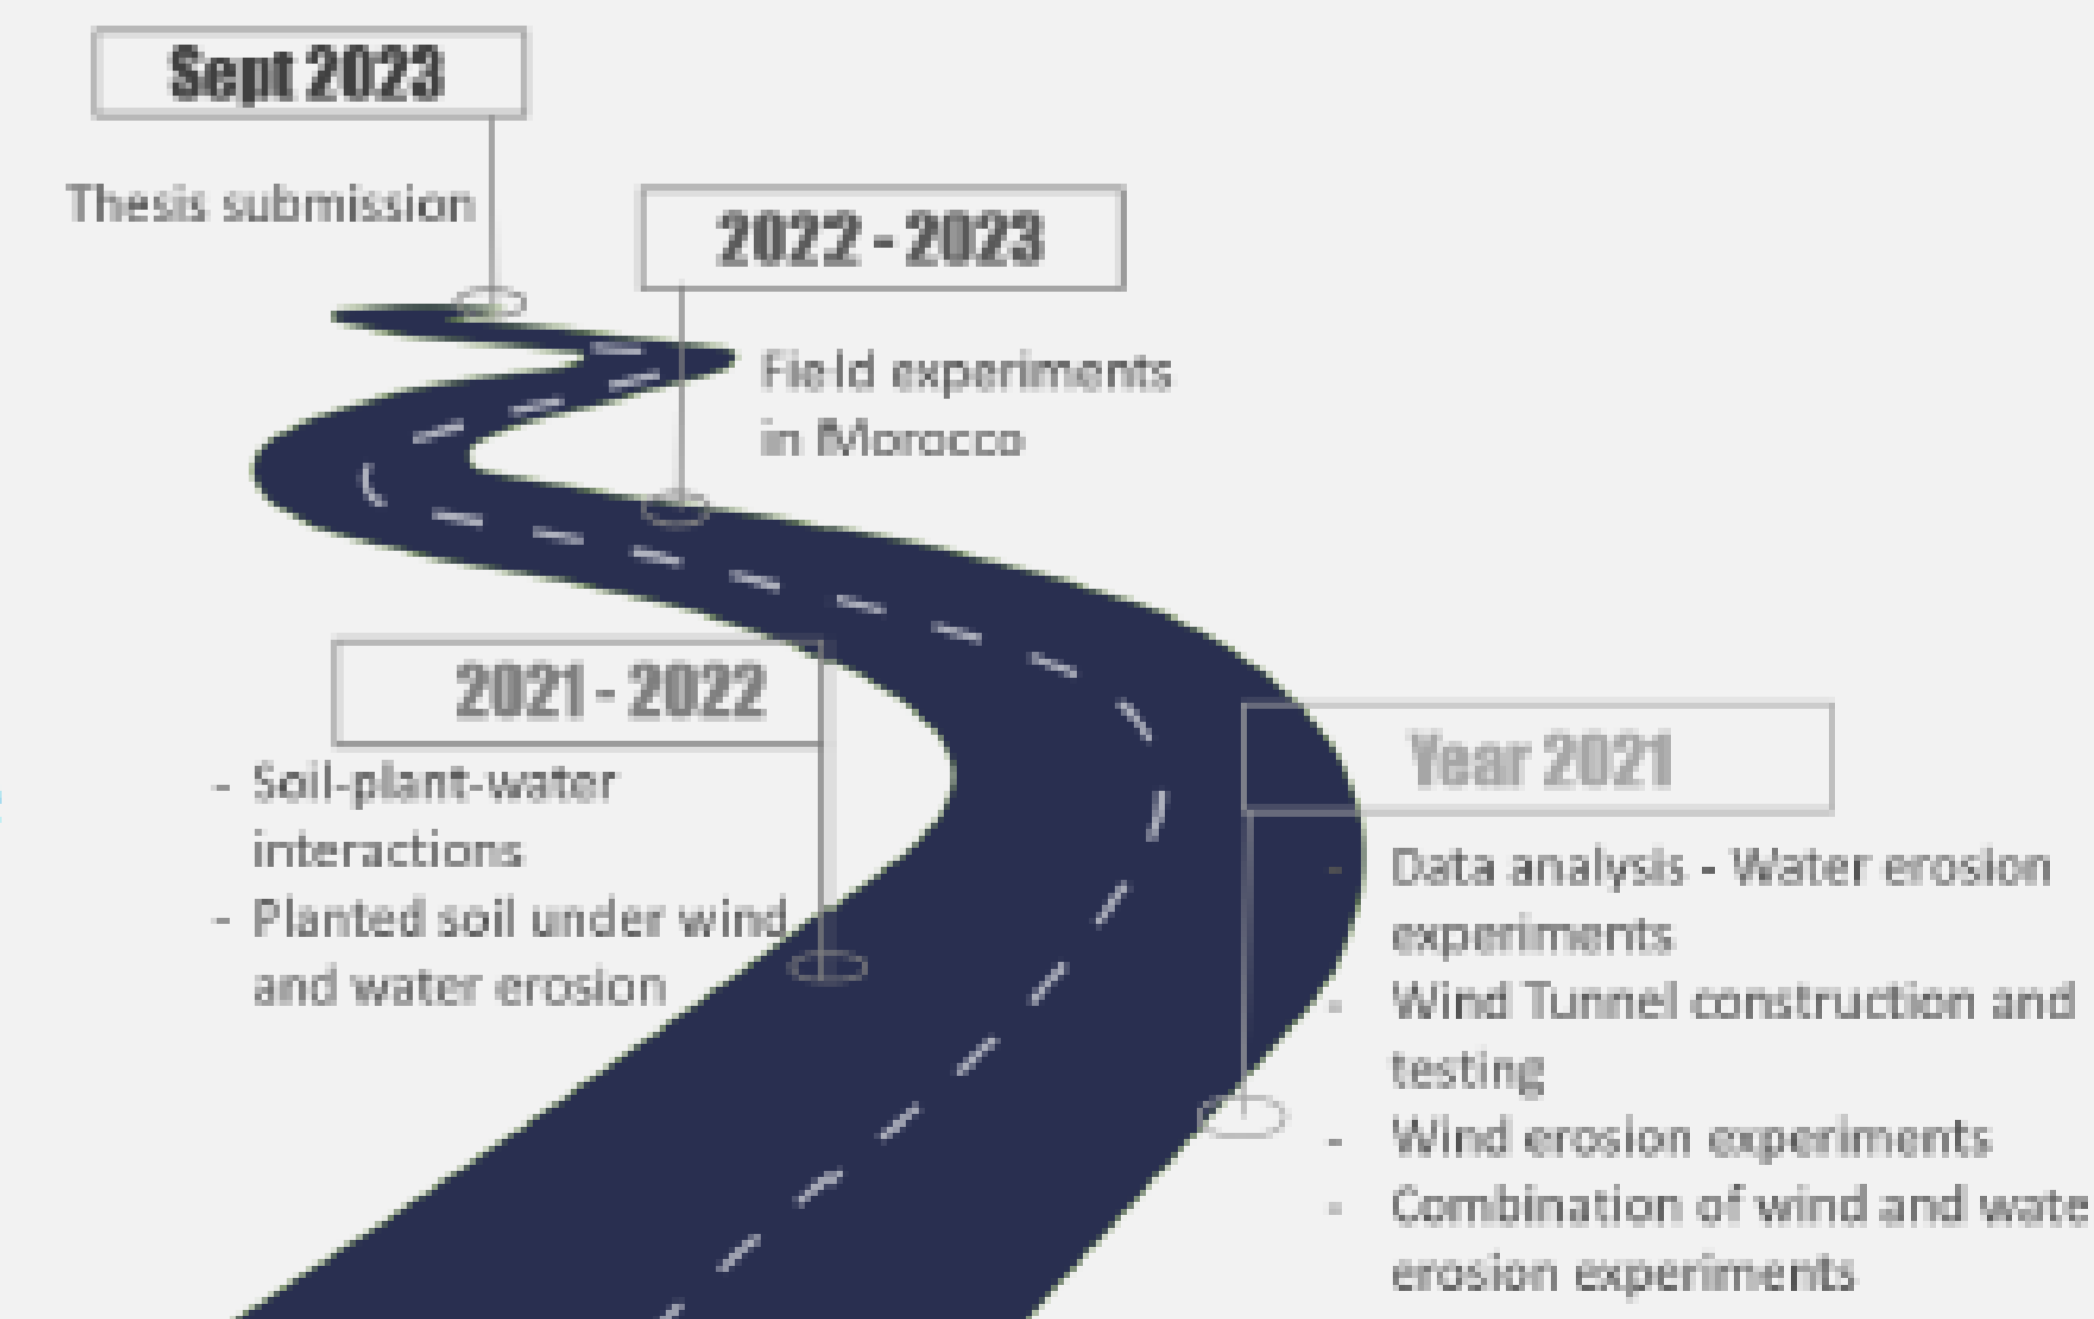 Sept 2023
Thesis submission
2022 - 2023
Field experiments
in Morocco
2021 - 2022
- Soil-plant-water
interactions
- Planted soil under wind
and water erosion
Year 2021
- Data analysis - Water erosion
experiments
- Wind Tunnel construction and
testing
- Wind erosion experiments
- Combination of wind and wate
erosion experiments